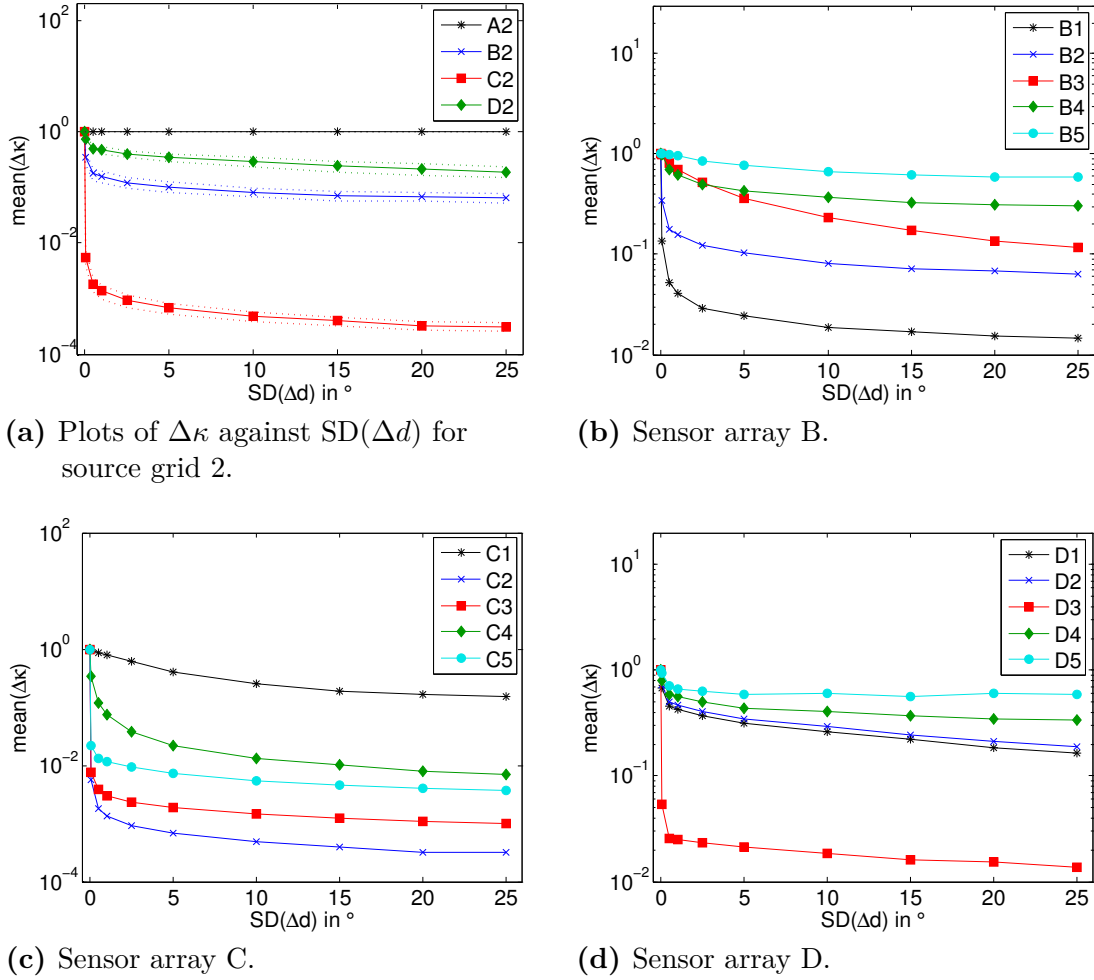 A2
B2
C2
D2
10^2
10^0
10^-2
10^-4
mean(Δκ)
0 5 10 15 20 25
SD(Δd) in °
(a) Plots of Δκ against SD(Δd) for
source grid 2.
B1
B2
B3
B4
B5
10^1
10^0
10^-1
10^-2
mean(Δκ)
0 5 10 15 20 25
SD(Δd) in °
(b) Sensor array B.
C1
C2
C3
C4
C5
10^2
10^0
10^-2
10^-4
mean(Δκ)
0 5 10 15 20 25
SD(Δd) in °
(c) Sensor array C.
D1
D2
D3
D4
D5
10^1
10^0
10^-1
10^-2
mean(Δκ)
0 5 10 15 20 25
SD(Δd) in °
(d) Sensor array D.